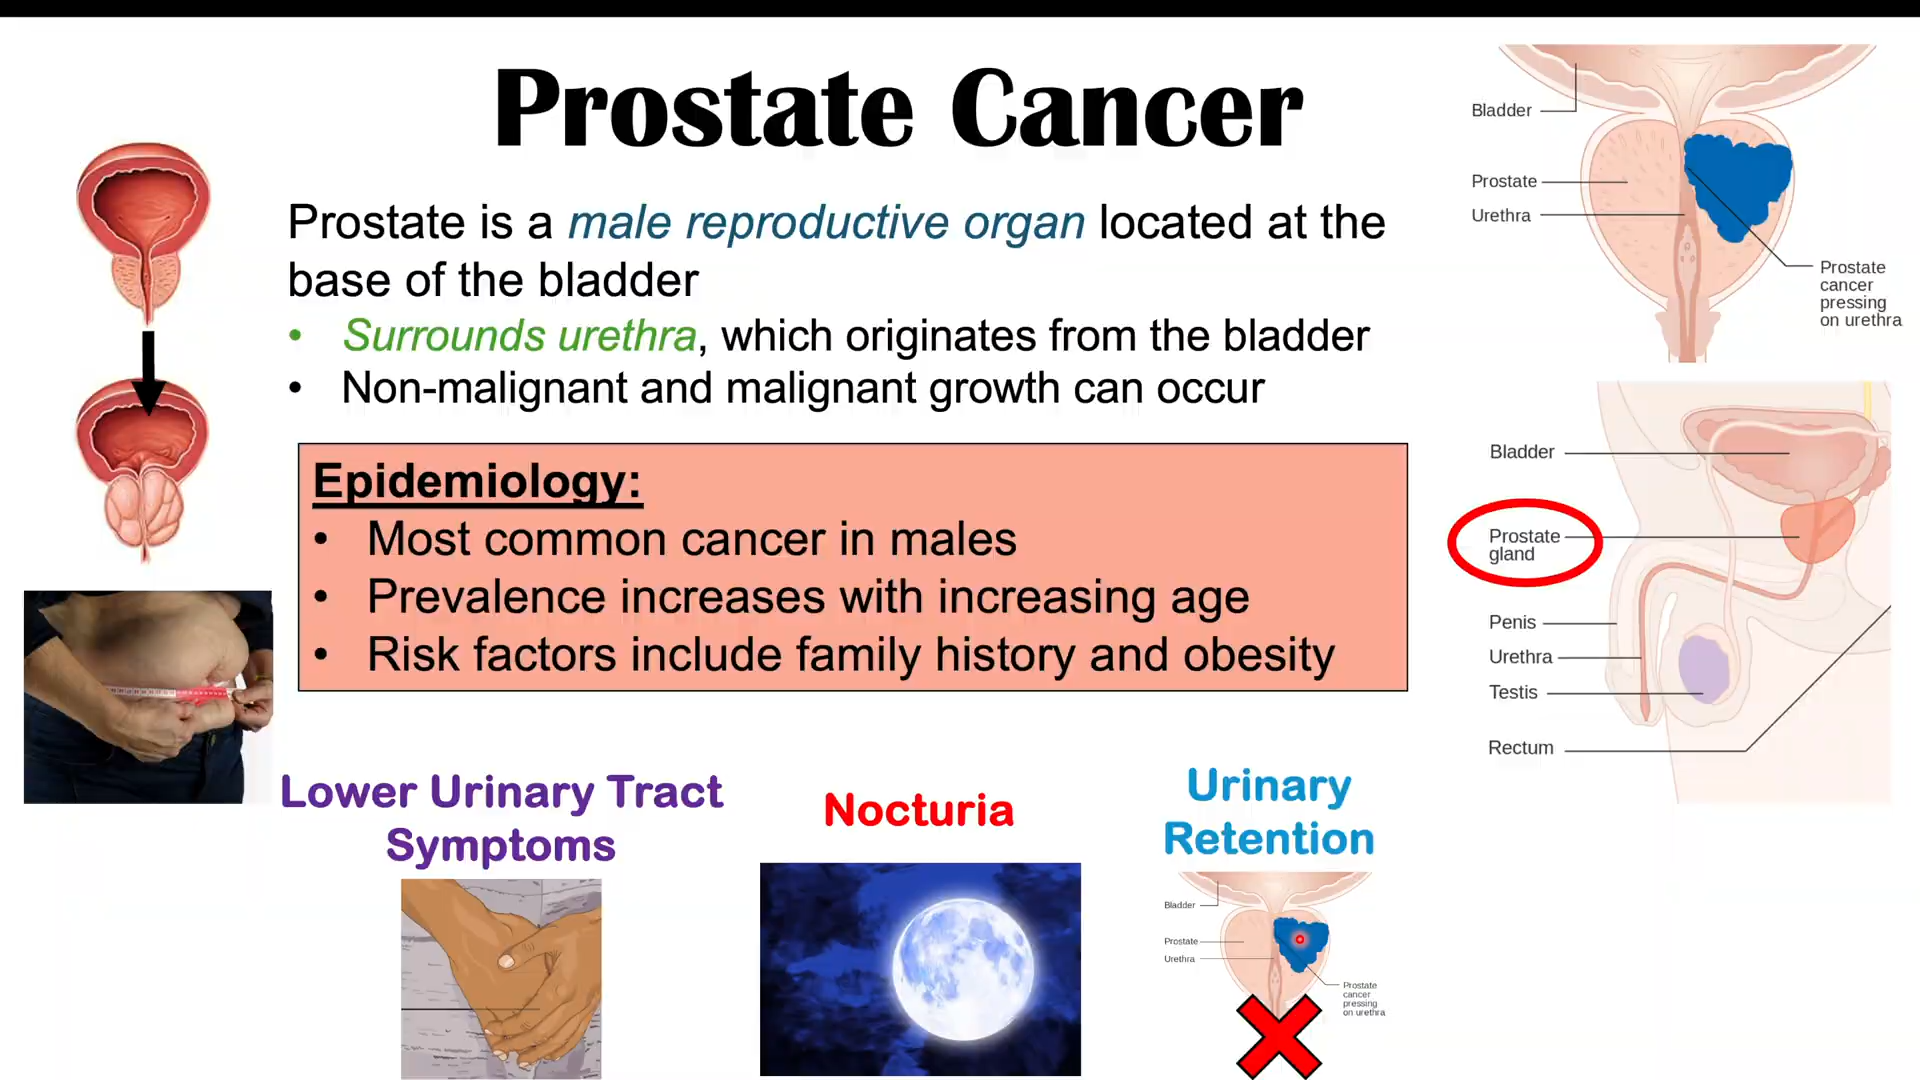 Prostate Cancer
Prostate is a male reproductive organ located at the
base of the bladder
• Surrounds urethra, which originates from the bladder
• Non-malignant and malignant growth can occur
Epidemiology:
• Most common cancer in males
• Prevalence increases with increasing age
• Risk factors include family history and obesity
Bladder
Prostate
Urethra
Prostate
cancer
pressing
on urethra
Bladder
Prostate
gland
Penis
Urethra
Testis
Rectum
Lower Urinary Tract
Symptoms
Nocturia
Urinary
Retention
Bladder
Prostate
Urethra
Prostate
cancer
pressing
on urethra